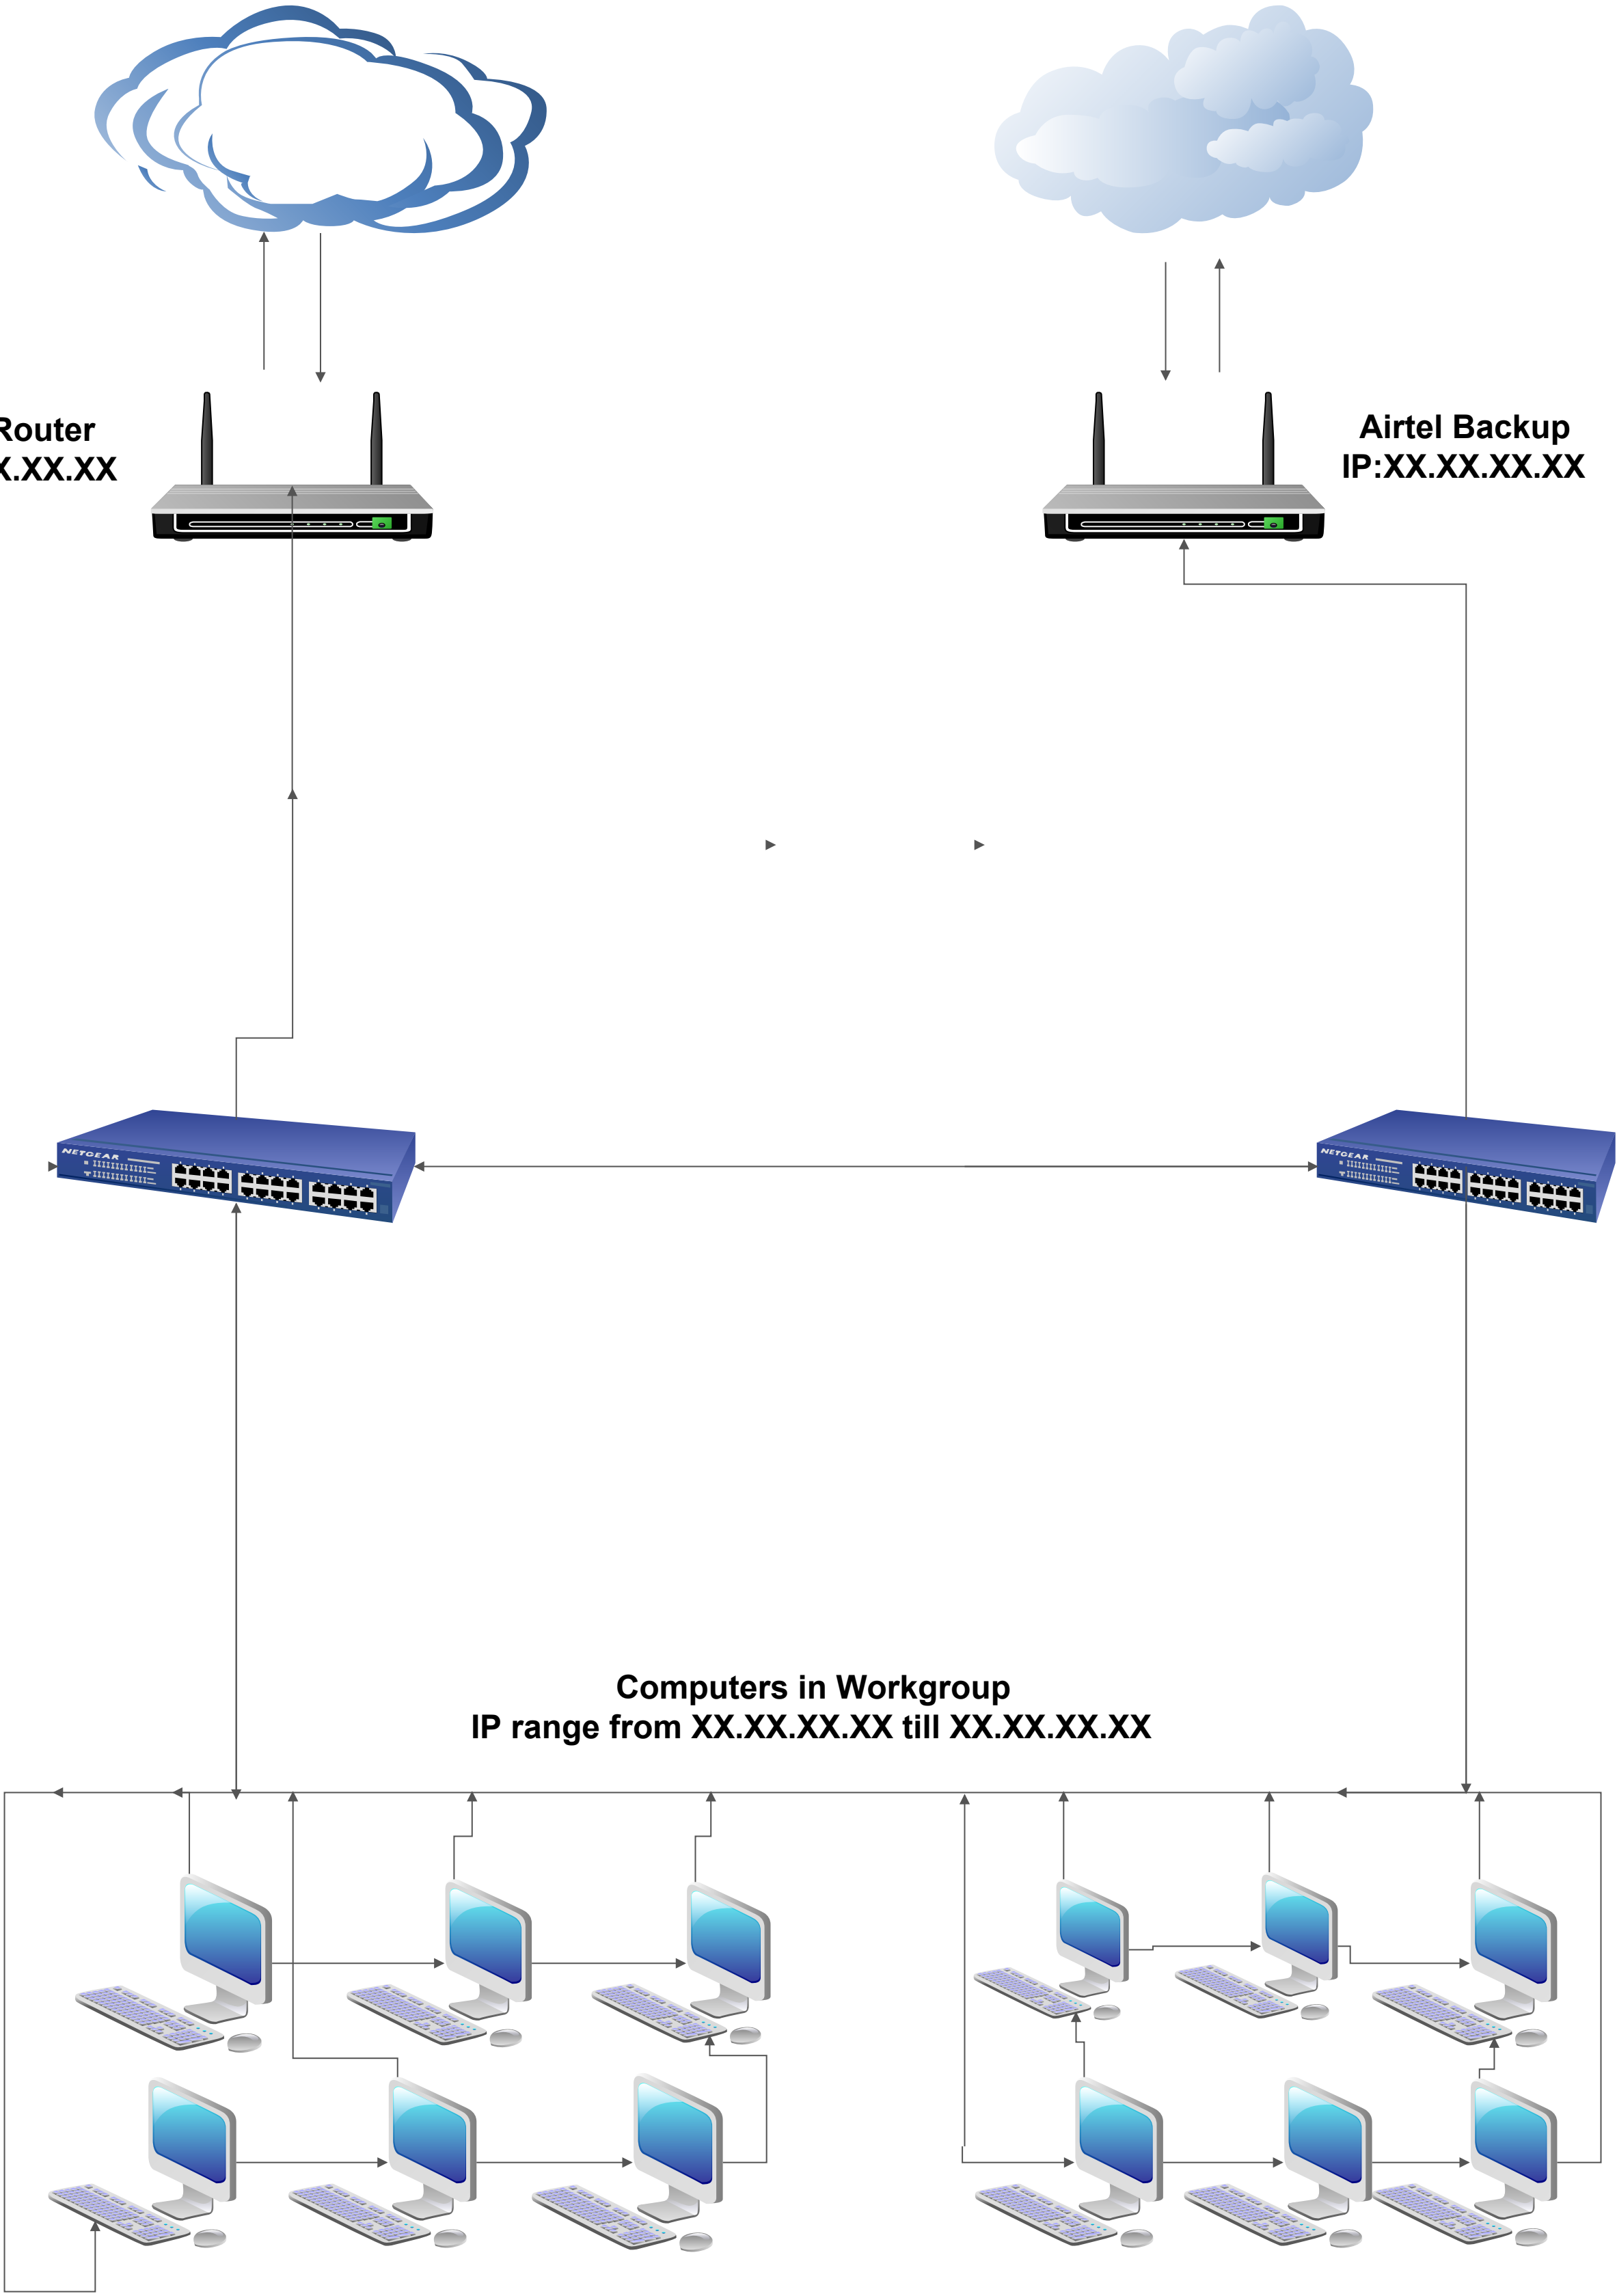 Router
X.XX.XX
Airtel Backup
IP:XX.XX.XX.XX
NETGEAR
NETGEAR
Computers in Workgroup
IP range from XX.XX.XX.XX till XX.XX.XX.XX